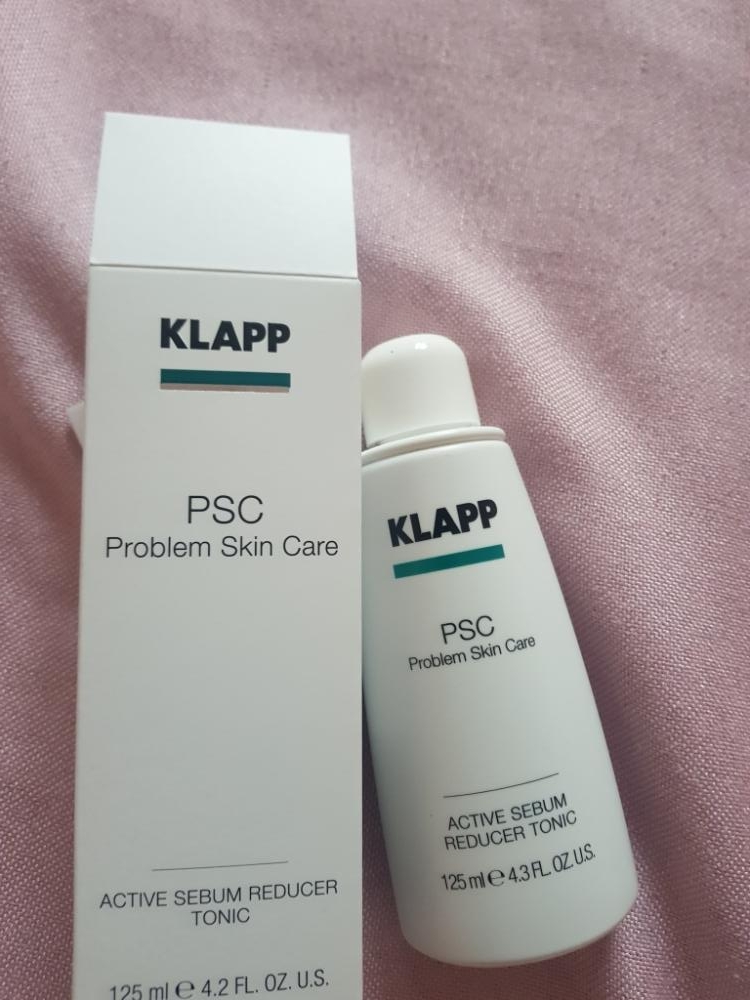 KLAPP
PSC
Problem Skin Care
ACTIVE SEBUM REDUCER
TONIC
125 ml e 4.2 FL. OZ. U.S.
KLAPP
PSC
Problem Skin Care
ACTIVE SEBUM
REDUCER TONIC
125 ml e 4.3 FL. OZ. U.S.